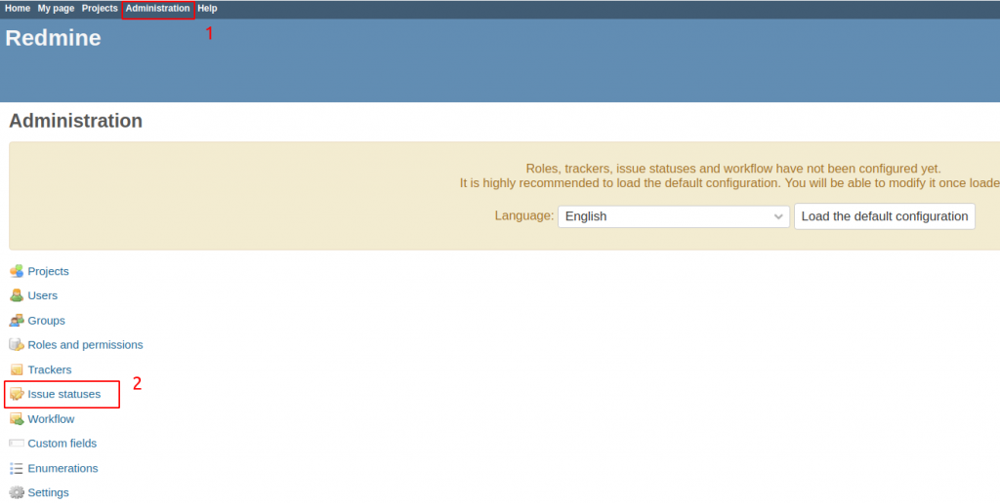 Home My page Projects Administration Help
1
Redmine
Administration
Roles, trackers, issue statuses and workflow have not been configured yet.
It is highly recommended to load the default configuration. You will be able to modify it once loade
Language: English Load the default configuration
Projects
Users
Groups
Roles and permissions
Trackers
Issue statuses 2
Workflow
Custom fields
Enumerations
Settings